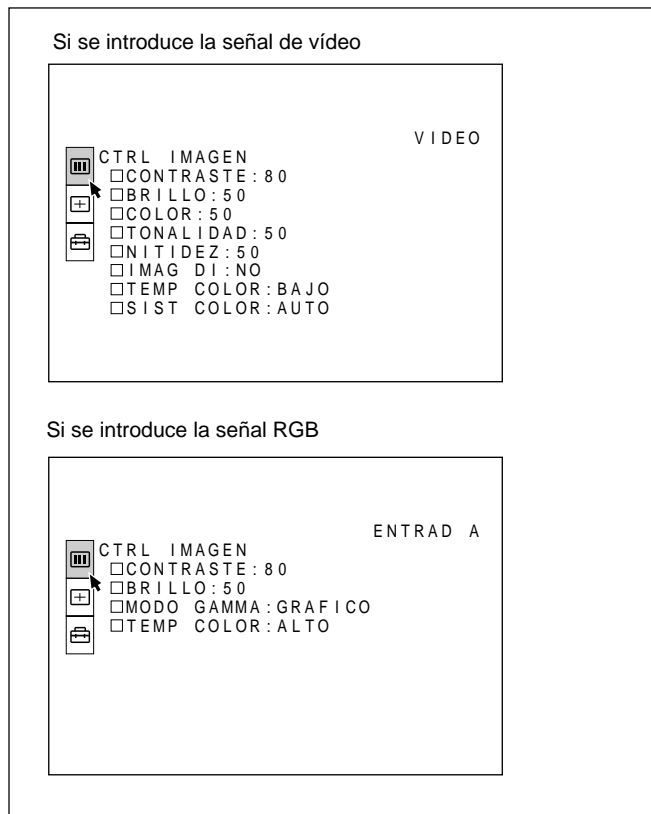 Si se introduce la señal de vídeo
VIDEO
CTRL IMAGEN
□CONTRASTE:80
□BRILLO:50
□COLOR:50
□TONALIDAD:50
□NITIDEZ:50
□IMAG DI:NO
□TEMP COLOR:BAJO
□SIST COLOR:AUTO
Si se introduce la señal RGB
ENTRAD A
CTRL IMAGEN
□CONTRASTE:80
□BRILLO:50
□MODO GAMMA:GRAFICO
□TEMP COLOR:ALTO